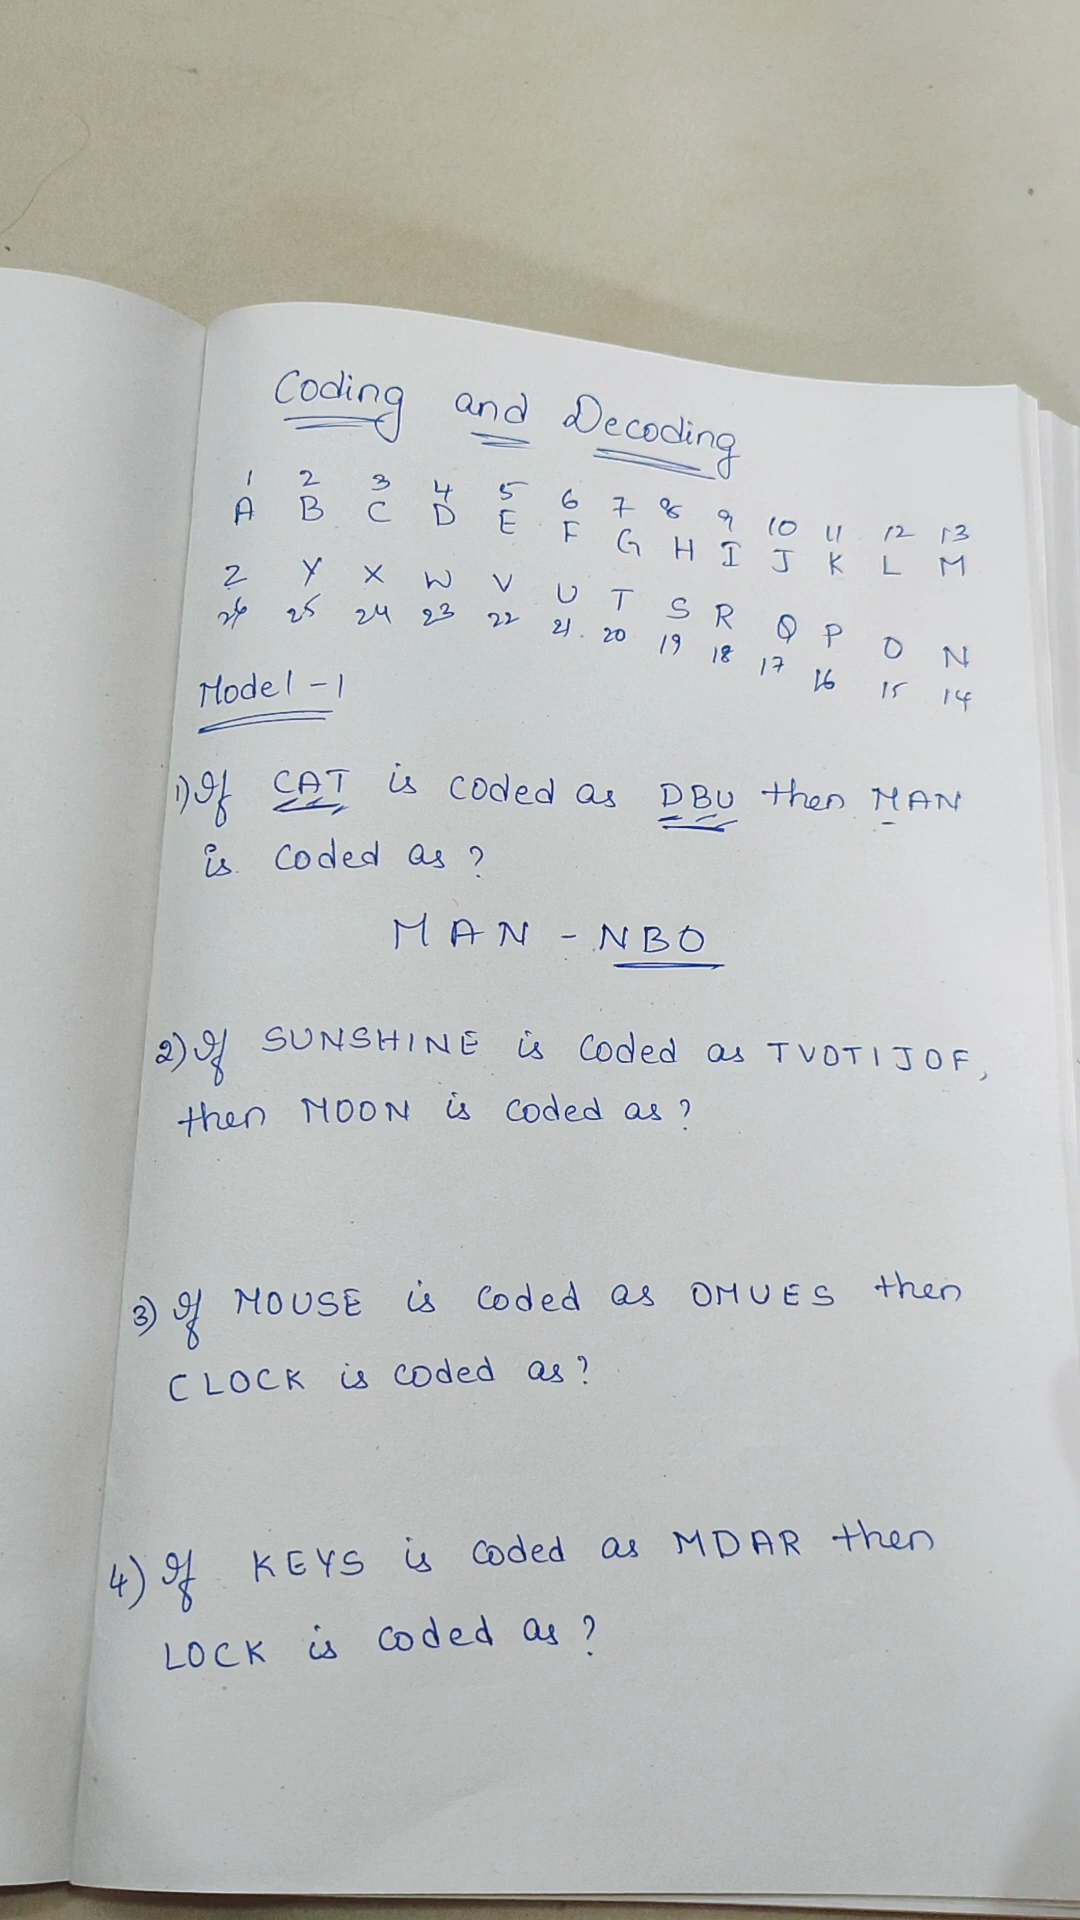 Coding and Decoding
1 2 3 4 5 6 7 8 9 10 11 12 13
A B C D E F G H I J K L M
Z Y X W V U T S R Q P O N
26 25 24 23 22 21. 20 19 18 17 16 15 14
Model-1
1) If CAT is coded as DBU then MAN
is coded as ?
MAN - NBO
2) If SUNSHINE is coded as TVOTIJOF,
then MOON is coded as ?
3) If MOUSE is coded as OMUES then
CLOCK is coded as ?
4) If KEYS is coded as MDAR then
LOCK is coded as ?